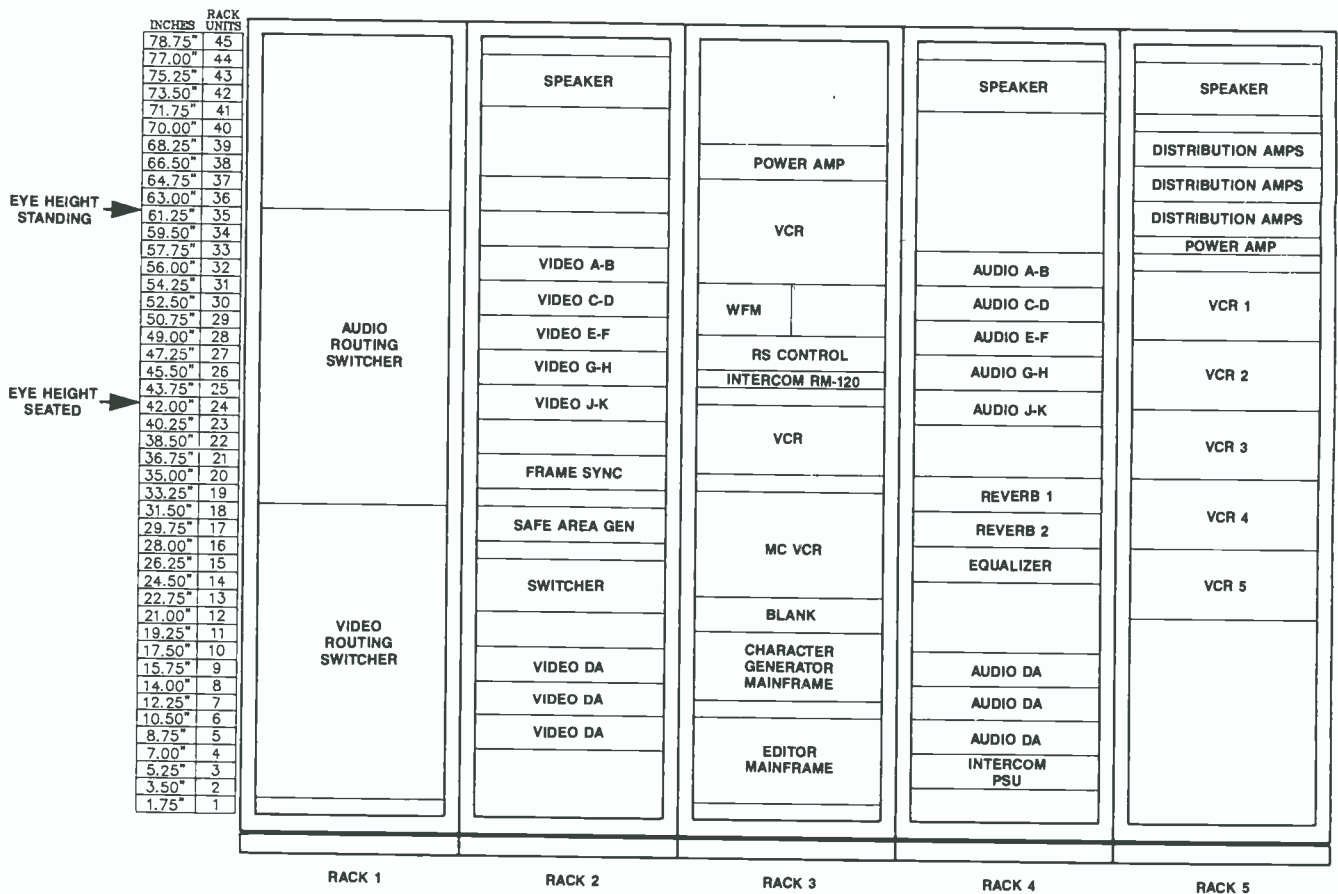 RACK
INCHES UNITS
78.75" 45
77.00" 44
75.25" 43
73.50" 42
71.75" 41
70.00" 40
68.25" 39
66.50" 38
64.75" 37
63.00" 36
61.25" 35
59.50" 34
57.75" 33
56.00" 32
54.25" 31
52.50" 30
50.75" 29
49.00" 28
47.25" 27
45.50" 26
43.75" 25
42.00" 24
40.25" 23
38.50" 22
36.75" 21
35.00" 20
33.25" 19
31.50" 18
29.75" 17
28.00" 16
26.25" 15
24.50" 14
22.75" 13
21.00" 12
19.25" 11
17.50" 10
15.75" 9
14.00" 8
12.25" 7
10.50" 6
8.75" 5
7.00" 4
5.25" 3
3.50" 2
1.75" 1
EYE HEIGHT
STANDING
EYE HEIGHT
SEATED
AUDIO
ROUTING
SWITCHER
VIDEO
ROUTING
SWITCHER
RACK 1
SPEAKER
VIDEO A-B
VIDEO C-D
VIDEO E-F
VIDEO G-H
VIDEO J-K
FRAME SYNC
SAFE AREA GEN
SWITCHER
VIDEO DA
VIDEO DA
VIDEO DA
RACK 2
POWER AMP
VCR
WFM
RS CONTROL
INTERCOM RM-120
VCR
MC VCR
BLANK
CHARACTER
GENERATOR
MAINFRAME
EDITOR
MAINFRAME
RACK 3
SPEAKER
AUDIO A-B
AUDIO C-D
AUDIO E-F
AUDIO G-H
AUDIO J-K
REVERB 1
REVERB 2
EQUALIZER
AUDIO DA
AUDIO DA
AUDIO DA
INTERCOM
PSU
RACK 4
SPEAKER
DISTRIBUTION AMPS
DISTRIBUTION AMPS
DISTRIBUTION AMPS
POWER AMP
VCR 1
VCR 2
VCR 3
VCR 4
VCR 5
RACK 5